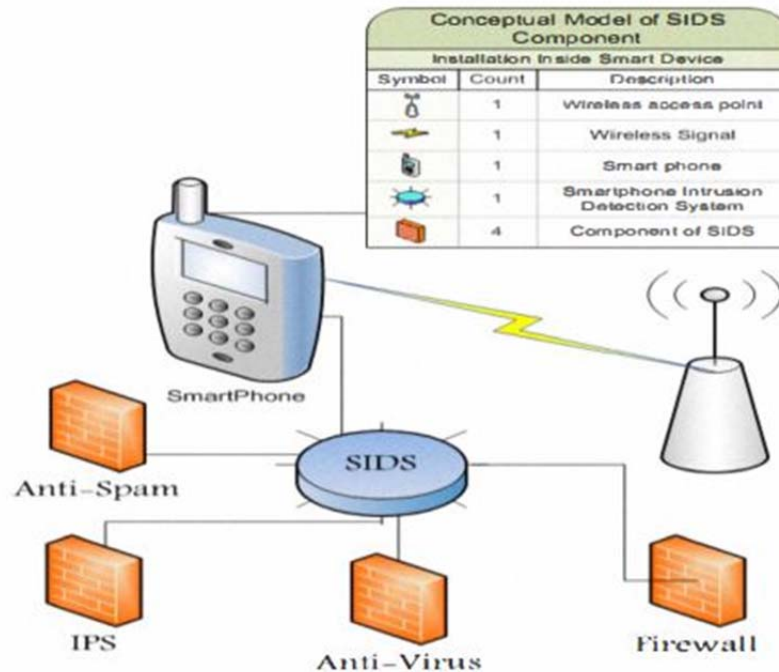 Conceptual Model of SIDS
Component
Installation Inside Smart Device
Symbol Count Description
1 Wireless access point
1 Wireless Signal
1 Smart phone
1 Smartphone Intrusion
Detection System
4 Component of SIDS
SmartPhone
SIDS
Anti-Spam
IPS
Anti-Virus
Firewall